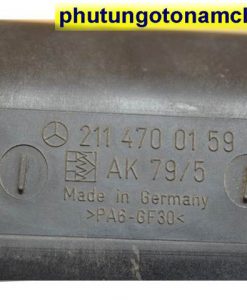 phutungotonamch
211 470 01 59
AK 79/5
Made in Germany
>PA6-GF30<